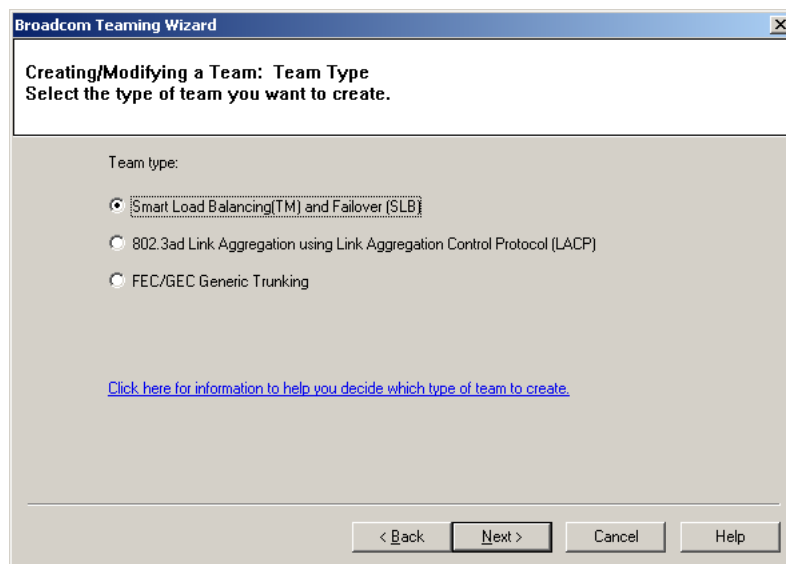 Broadcom Teaming Wizard
Creating/Modifying a Team: Team Type
Select the type of team you want to create.
Team type:
Smart Load Balancing(TM) and Failover (SLB)
802.3ad Link Aggregation using Link Aggregation Control Protocol (LACP)
FEC/GEC Generic Trunking
Click here for information to help you decide which type of team to create.
< Back
Next >
Cancel
Help